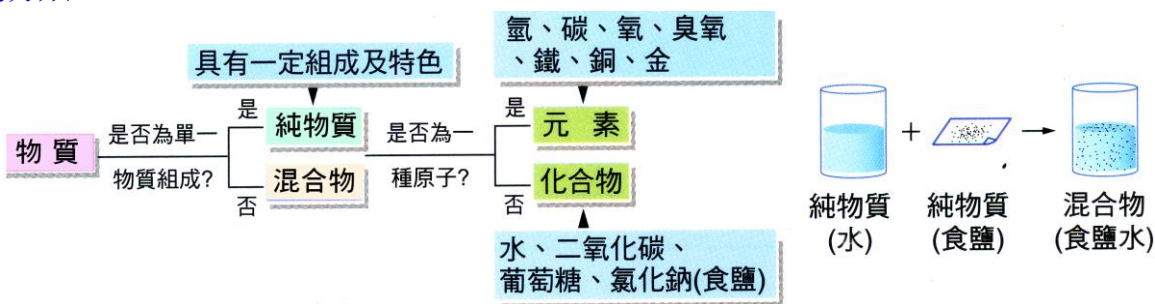 具有一定組成及特色
氫、碳、氧、臭氧
、鐵、銅、金
物質
是否為單一
物質組成?
是
純物質
否
混合物
是否為一
種原子?
是
元 素
否
化合物
水、二氧化碳、
葡萄糖、氯化鈉(食鹽)
+
純物質
(水)
純物質
(食鹽)
混合物
(食鹽水)